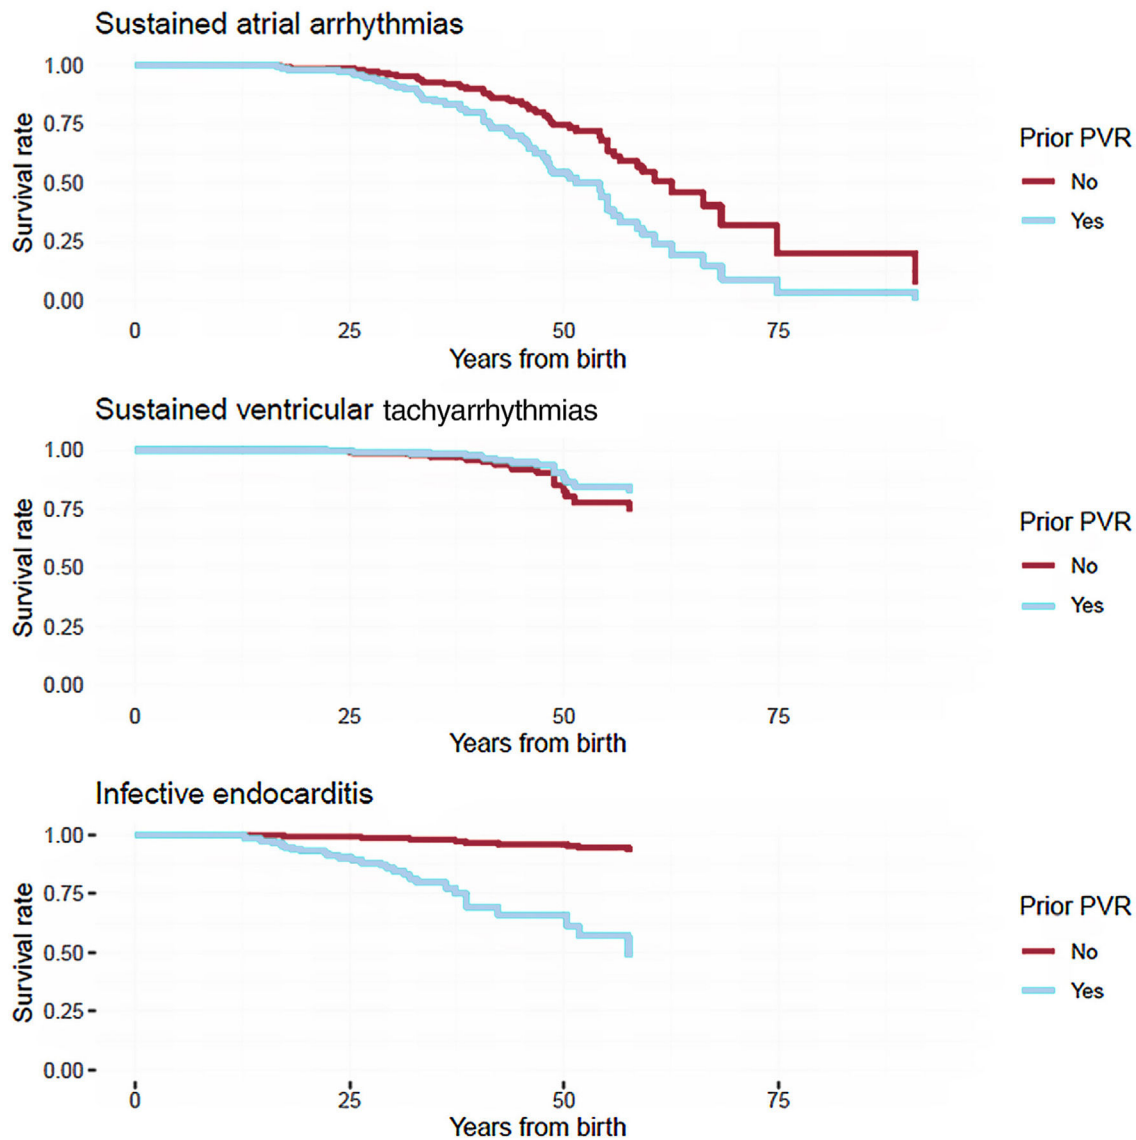 Sustained atrial arrhythmias
1.00
0.75
0.50
0.25
0.00
Survival rate
0 25 50 75
Years from birth
Prior PVR
No
Yes
Sustained ventricular tachyarrhythmias
1.00
0.75
0.50
0.25
0.00
Survival rate
0 25 50 75
Years from birth
Prior PVR
No
Yes
Infective endocarditis
1.00
0.75
0.50
0.25
0.00
Survival rate
0 25 50 75
Years from birth
Prior PVR
No
Yes